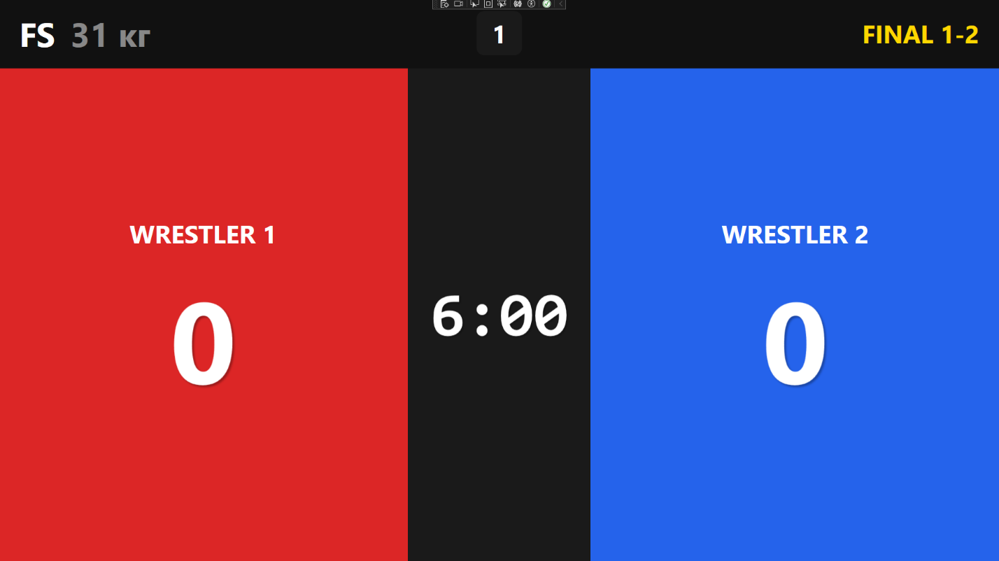 FS 31 кг
1
FINAL 1-2
WRESTLER 1
0
6:00
WRESTLER 2
0